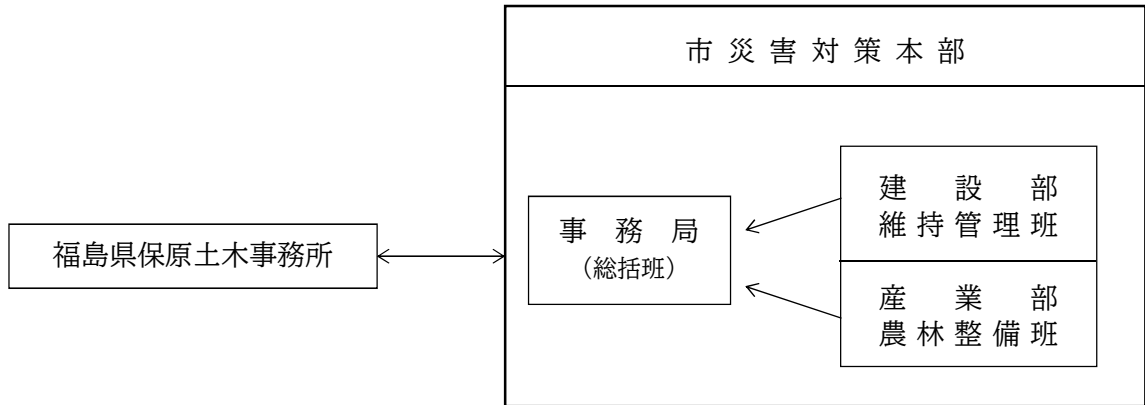 市災害対策本部
福島県保原土木事務所
事務局
（総括班）
建設部
維持管理班
産業部
農林整備班